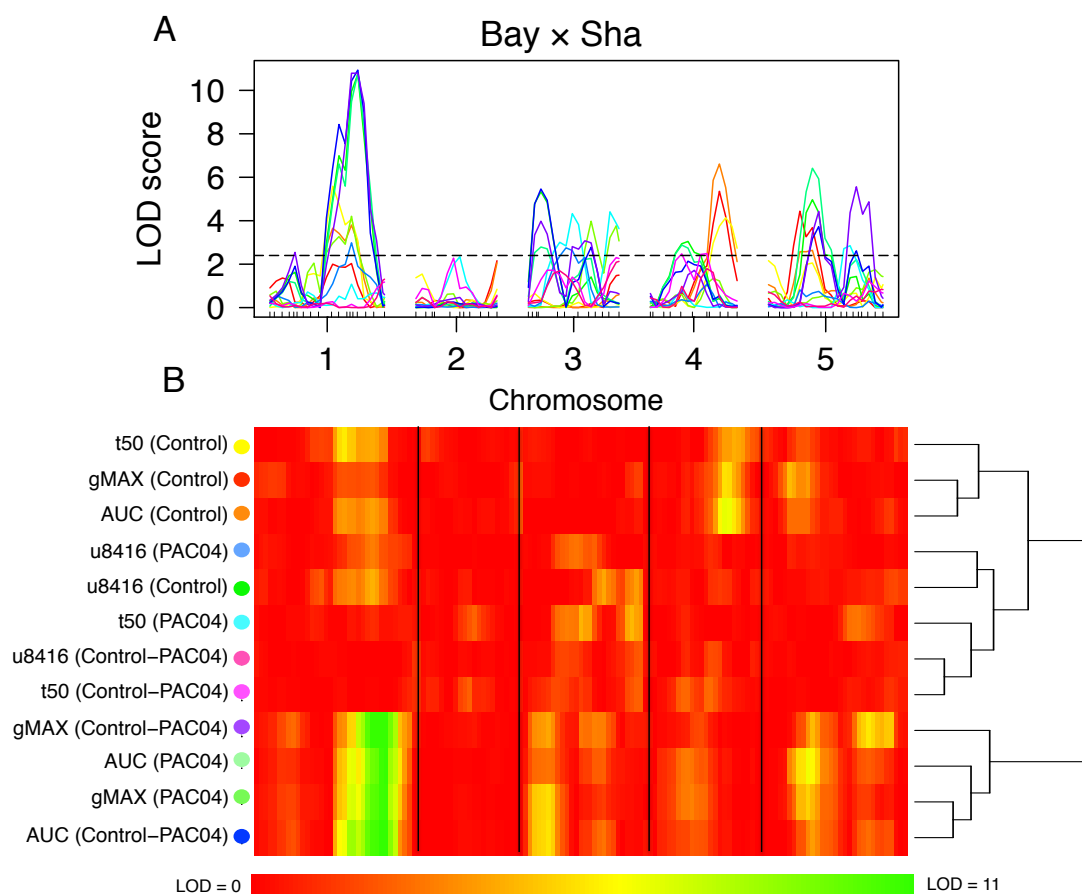 A
Bay × Sha
LOD score
10
8
6
4
2
0
1 2 3 4 5
Chromosome
B
t50 (Control)
gMAX (Control)
AUC (Control)
u8416 (PAC04)
u8416 (Control)
t50 (PAC04)
u8416 (Control−PAC04)
t50 (Control−PAC04)
gMAX (Control−PAC04)
AUC (PAC04)
gMAX (PAC04)
AUC (Control−PAC04)
LOD = 0 LOD = 11